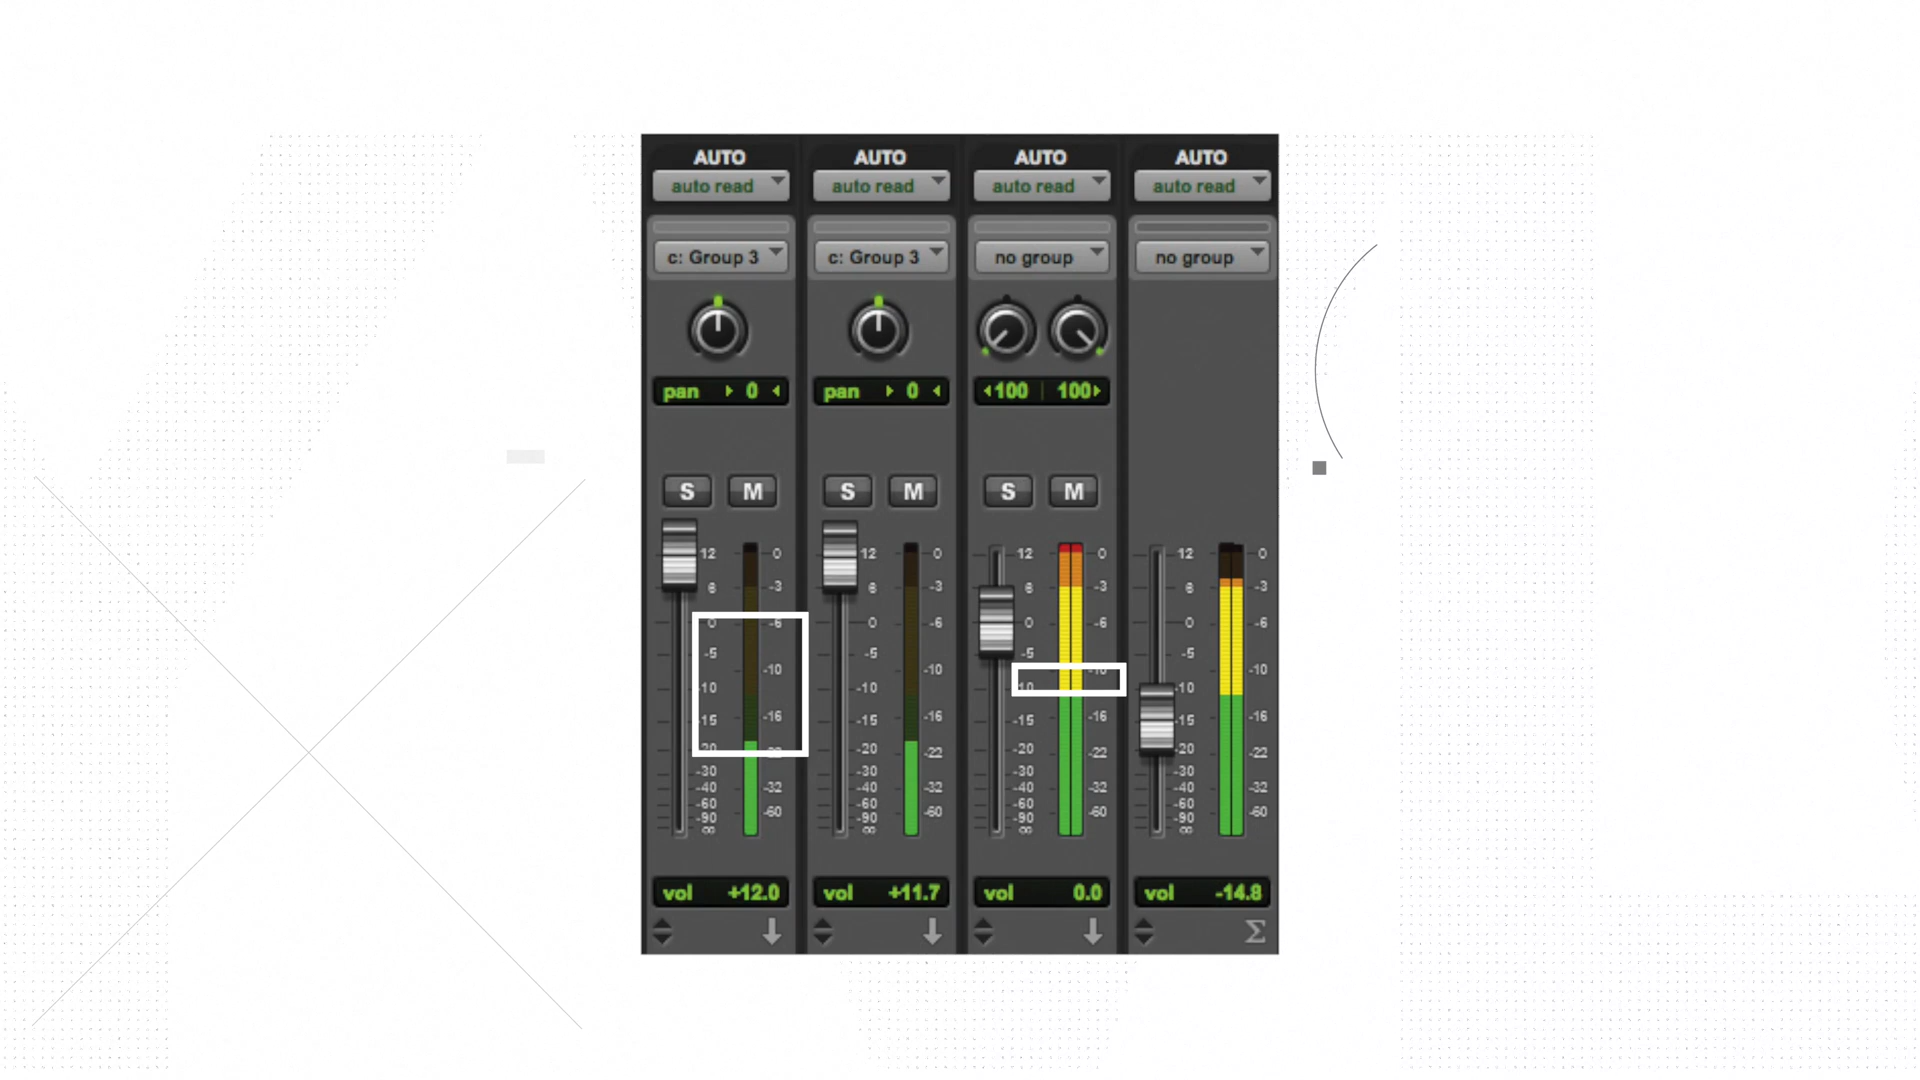 AUTO AUTO AUTO AUTO
auto read auto read auto read auto read
c: Group 3 c: Group 3 no group no group
pan 0 pan 0 100 100
S M S M S M
12 0 12 0 12 0 12 0
6 -3 6 -3 6 -3 6 -3
0 -6 0 -6 0 -6 0 -6
-5 -10 -5 -10 -5 -10 -5 -10
-10 -16 -10 -16 10 -16 -10 -16
-15 -15 -15 -15
20 -20 -22 -20 -22 -20 -22
-30 -32 -30 -32 -30 -32 -30 -32
-40 -40 -40 -40
-60 -60 -60 -60 -60 -60 -60 -60
-90 -90 -90 -90
∞ ∞ ∞ ∞
vol +12.0 vol +11.7 vol 0.0 vol -14.8
Σ